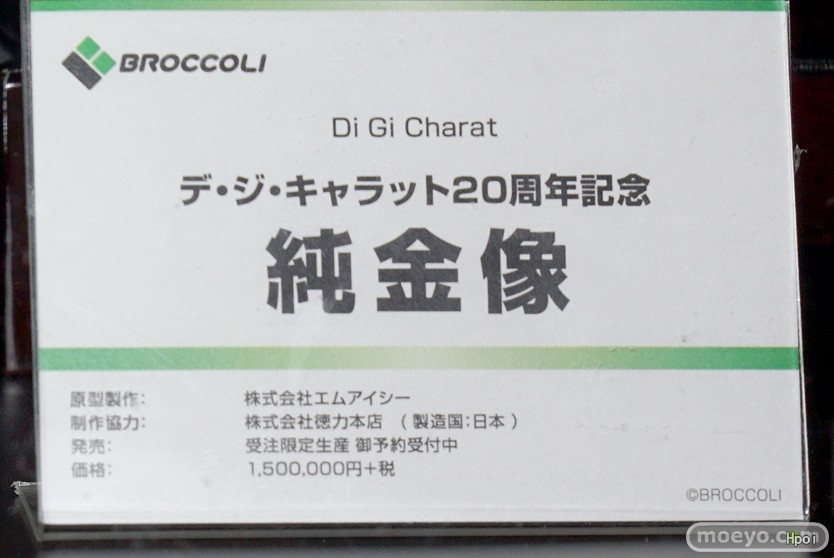 BROCCOLI
Di Gi Charat
デ・ジ・キャラット20周年記念
純金像
原型製作: 株式会社エムアイシー
制作協力: 株式会社徳力本店 (製造国:日本)
発売: 受注限定生産 御予約受付中
価格: 1,500,000円+税
©BROCCOLI
moeyo.com
Hpoi